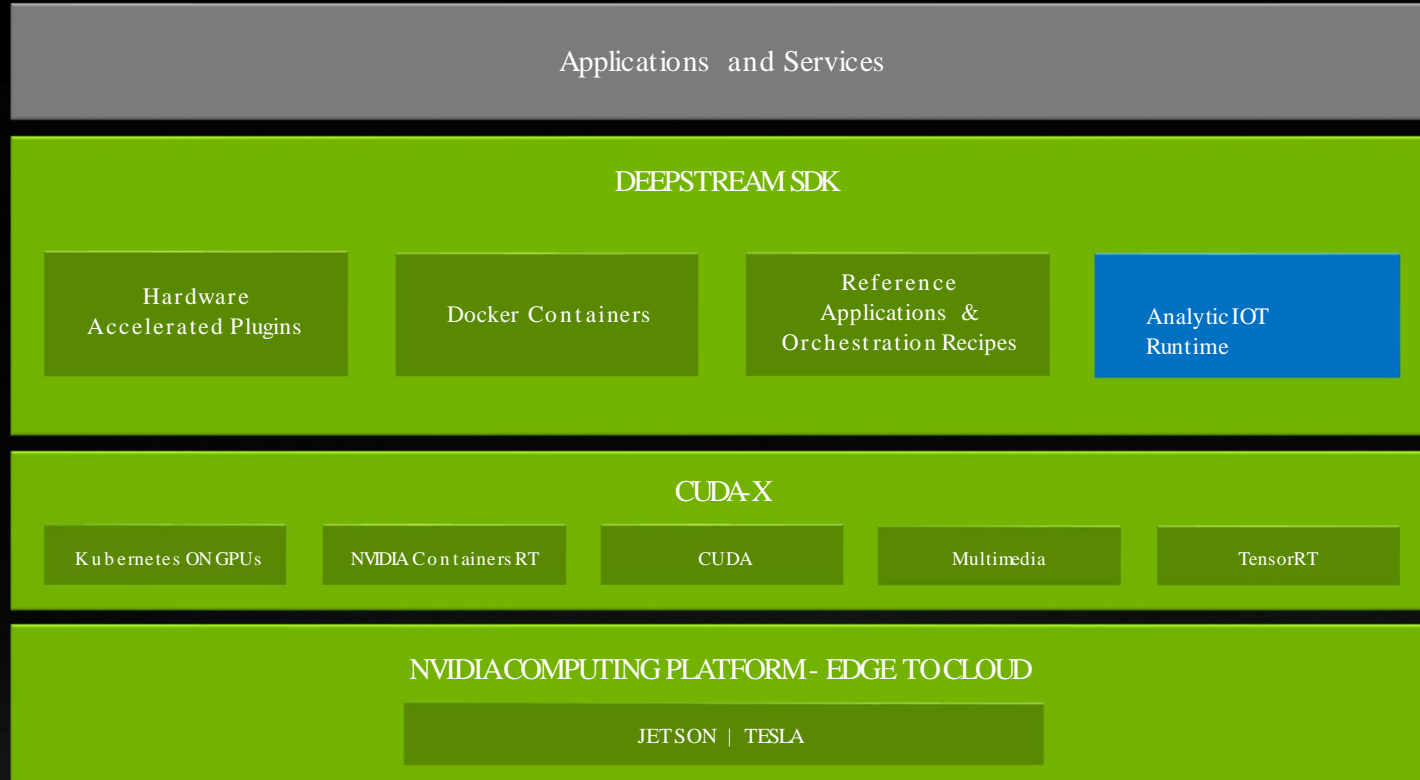 Applications and Services
DEEPSTREAM SDK
Hardware
Accelerated Plugins
Docker Containers
Reference
Applications &
Orchestration Recipes
Analytic IOT
Runtime
CUDA-X
Kubernetes ON GPUs
NVIDIA Containers RT
CUDA
Multimedia
TensorRT
NVIDIA COMPUTING PLATFORM - EDGE TO CLOUD
JETSON | TESLA